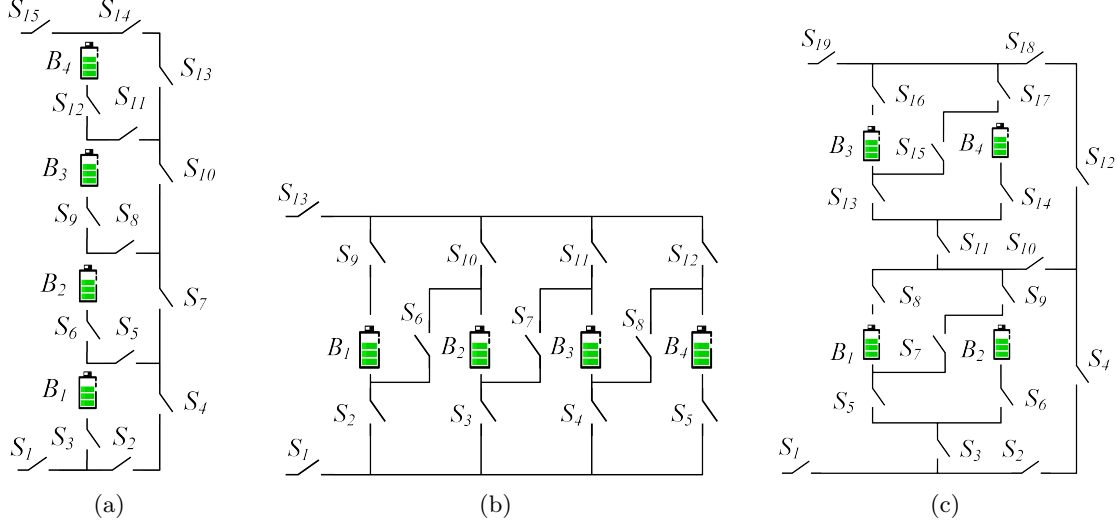 S15 S14
B4 S13
S12 S11
B3 S10
S9 S8
B2 S7
S6 S5
B1 S4
S1 S3 S2
(a)
S13
S9 S10 S11 S12
S6 S7 S8
B1 B2 B3 B4
S2 S3 S4 S5
S1
(b)
S19 S18
S16 S17
B3 S15 B4 S12
S13 S14
S11 S10
S8 S9
B1 S7 B2 S4
S5 S6
S1 S3 S2
(c)